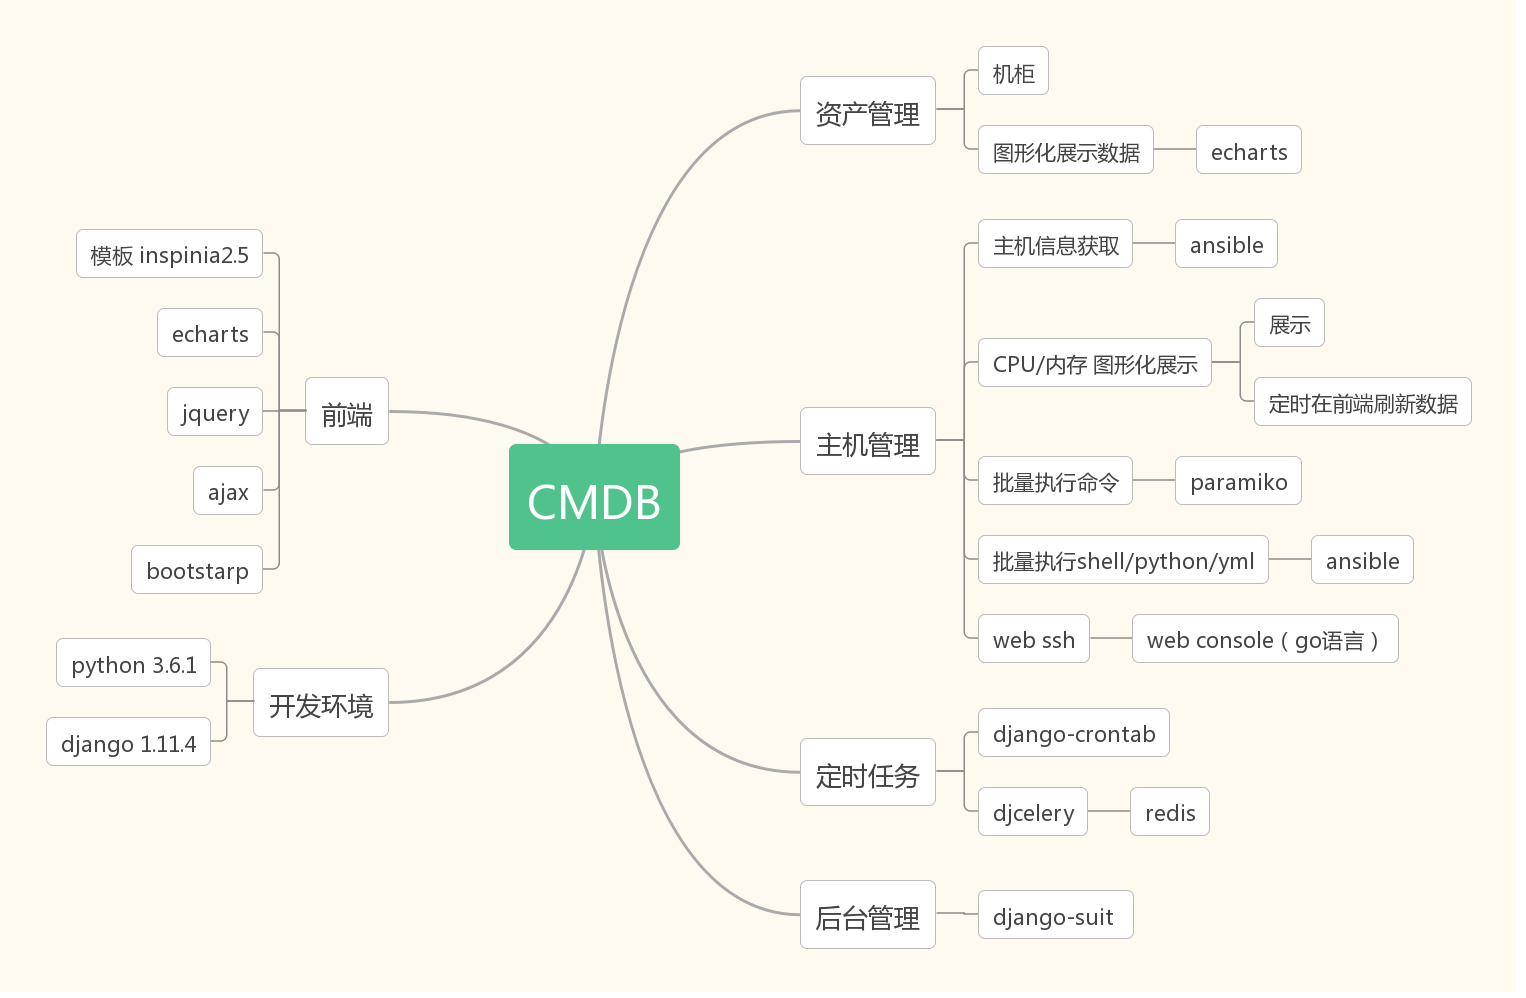 CMDB
资产管理
机柜
图形化展示数据
echarts
主机管理
主机信息获取
ansible
CPU/内存 图形化展示
展示
定时在前端刷新数据
批量执行命令
paramiko
批量执行shell/python/yml
ansible
web ssh
web console（go语言）
定时任务
django-crontab
djcelery
redis
后台管理
django-suit
前端
模板 inspinia2.5
echarts
jquery
ajax
bootstarp
开发环境
python 3.6.1
django 1.11.4